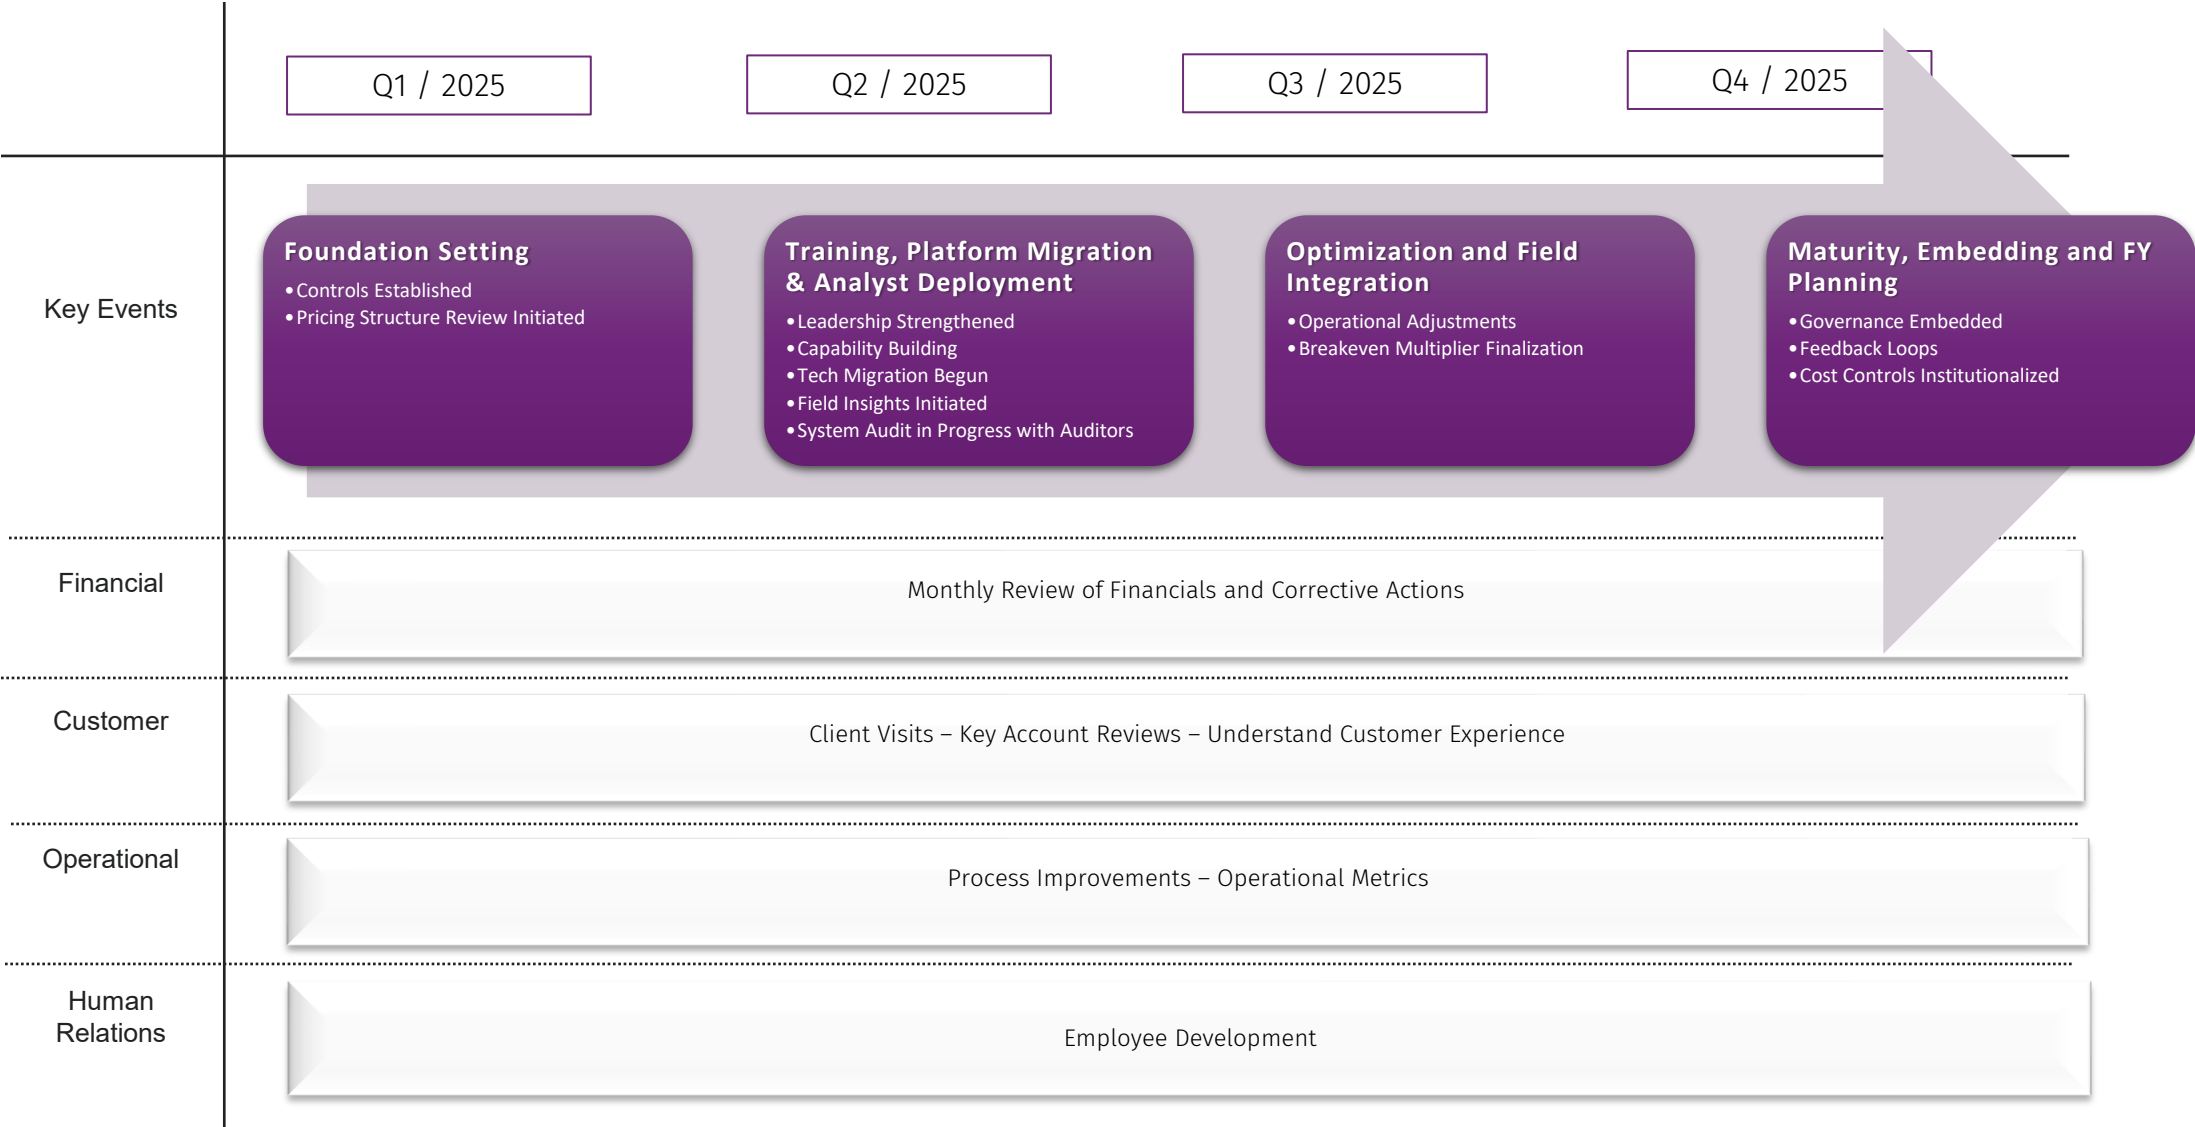 Q1 / 2025
Q2 / 2025
Q3 / 2025
Q4 / 2025
Key Events
Foundation Setting
•Controls Established
•Pricing Structure Review Initiated
Training, Platform Migration
& Analyst Deployment
•Leadership Strengthened
•Capability Building
•Tech Migration Begun
•Field Insights Initiated
•System Audit in Progress with Auditors
Optimization and Field
Integration
•Operational Adjustments
•Breakeven Multiplier Finalization
Maturity, Embedding and FY
Planning
•Governance Embedded
•Feedback Loops
•Cost Controls Institutionalized
Financial
Monthly Review of Financials and Corrective Actions
Customer
Client Visits – Key Account Reviews – Understand Customer Experience
Operational
Process Improvements – Operational Metrics
Human
Relations
Employee Development